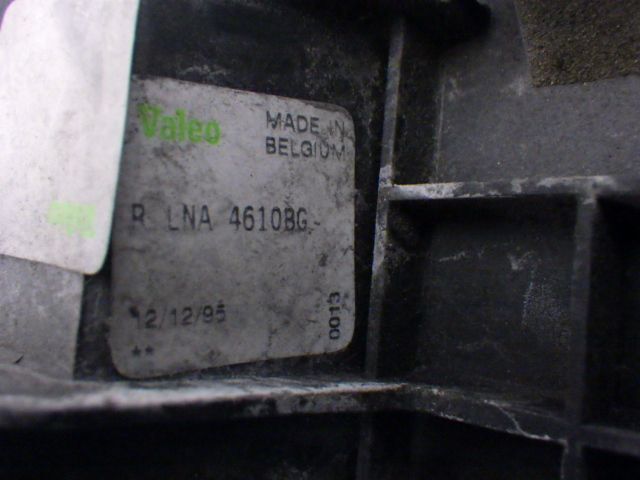 Valeo
MADE IN
BELGIUM
R LNA 4610BG-
12/12/95
0013
**